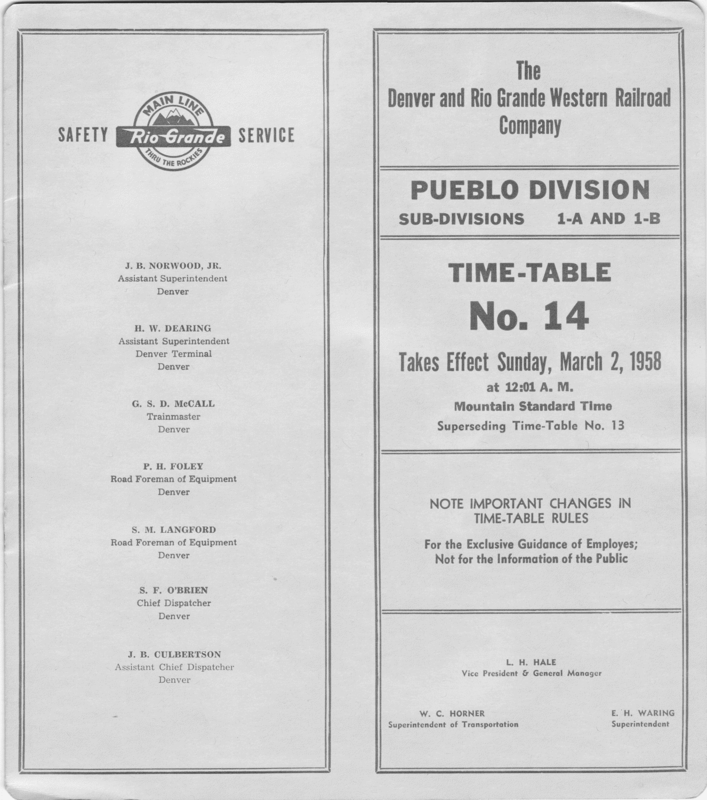 MAIN LINE
SAFETY Rio Grande SERVICE
THRU THE ROCKIES
J. B. NORWOOD, JR.
Assistant Superintendent
Denver
H. W. DEARING
Assistant Superintendent
Denver Terminal
Denver
G. S. D. McCALL
Trainmaster
Denver
P. H. FOLEY
Road Foreman of Equipment
Denver
S. M. LANGFORD
Road Foreman of Equipment
Denver
S. F. O'BRIEN
Chief Dispatcher
Denver
J. B. CULBERTSON
Assistant Chief Dispatcher
Denver
The
Denver and Rio Grande Western Railroad
Company
PUEBLO DIVISION
SUB-DIVISIONS 1-A AND 1-B
TIME-TABLE
No. 14
Takes Effect Sunday, March 2, 1958
at 12:01 A. M.
Mountain Standard Time
Superseding Time-Table No. 13
NOTE IMPORTANT CHANGES IN
TIME-TABLE RULES
For the Exclusive Guidance of Employes;
Not for the Information of the Public
L. H. HALE
Vice President & General Manager
W. C. HORNER
Superintendent of Transportation
E. H. WARING
Superintendent